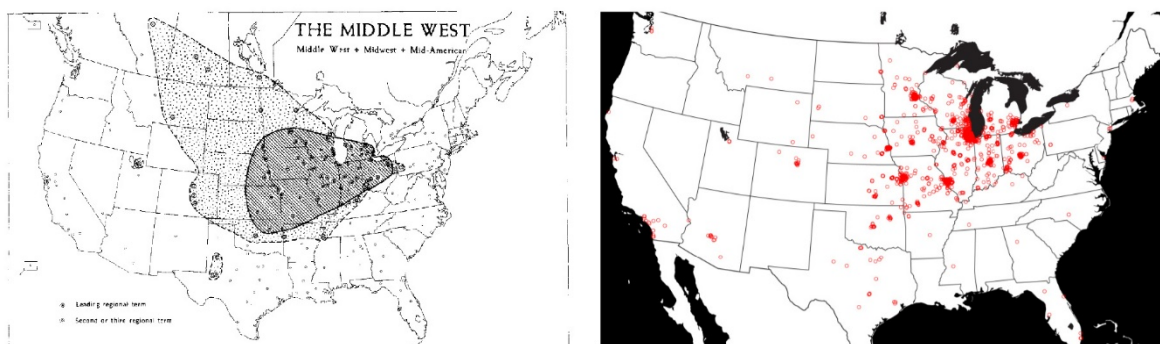 THE MIDDLE WEST
Middle West + Midwest + Mid-American
Leading regional term
Second or third regional term